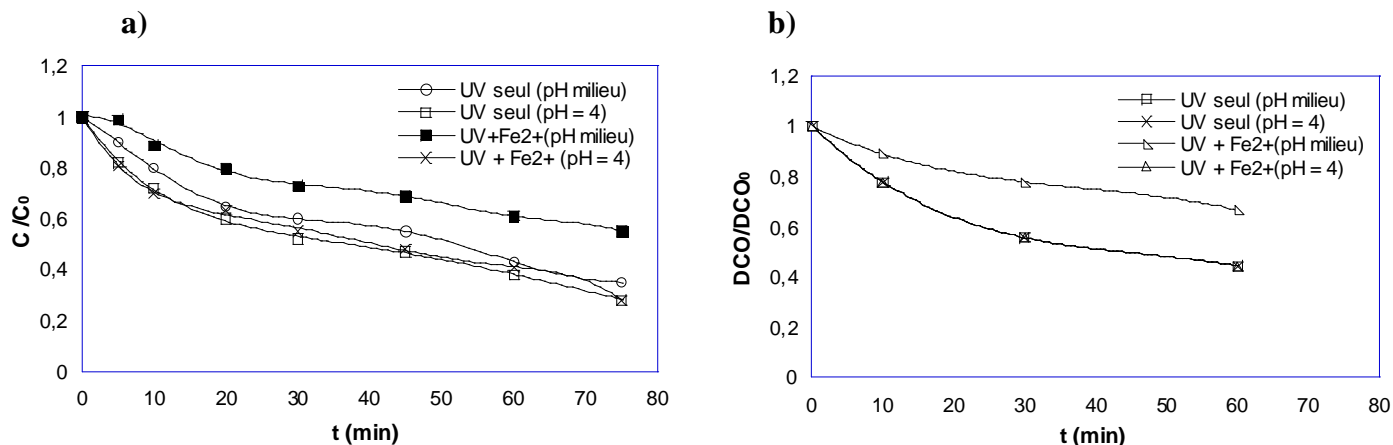 a)
C /C₀
1,2
1
0,8
0,6
0,4
0,2
0
0 10 20 30 40 50 60 70 80
t (min)
UV seul (pH milieu)
UV seul (pH = 4)
UV+Fe2+(pH milieu)
UV + Fe2+ (pH = 4)
b)
DCO/DCO₀
1,2
1
0,8
0,6
0,4
0,2
0
0 10 20 30 40 50 60 70 80
t (min)
UV seul (pH milieu)
UV seul (pH = 4)
UV + Fe2+(pH milieu)
UV + Fe2+(pH = 4)